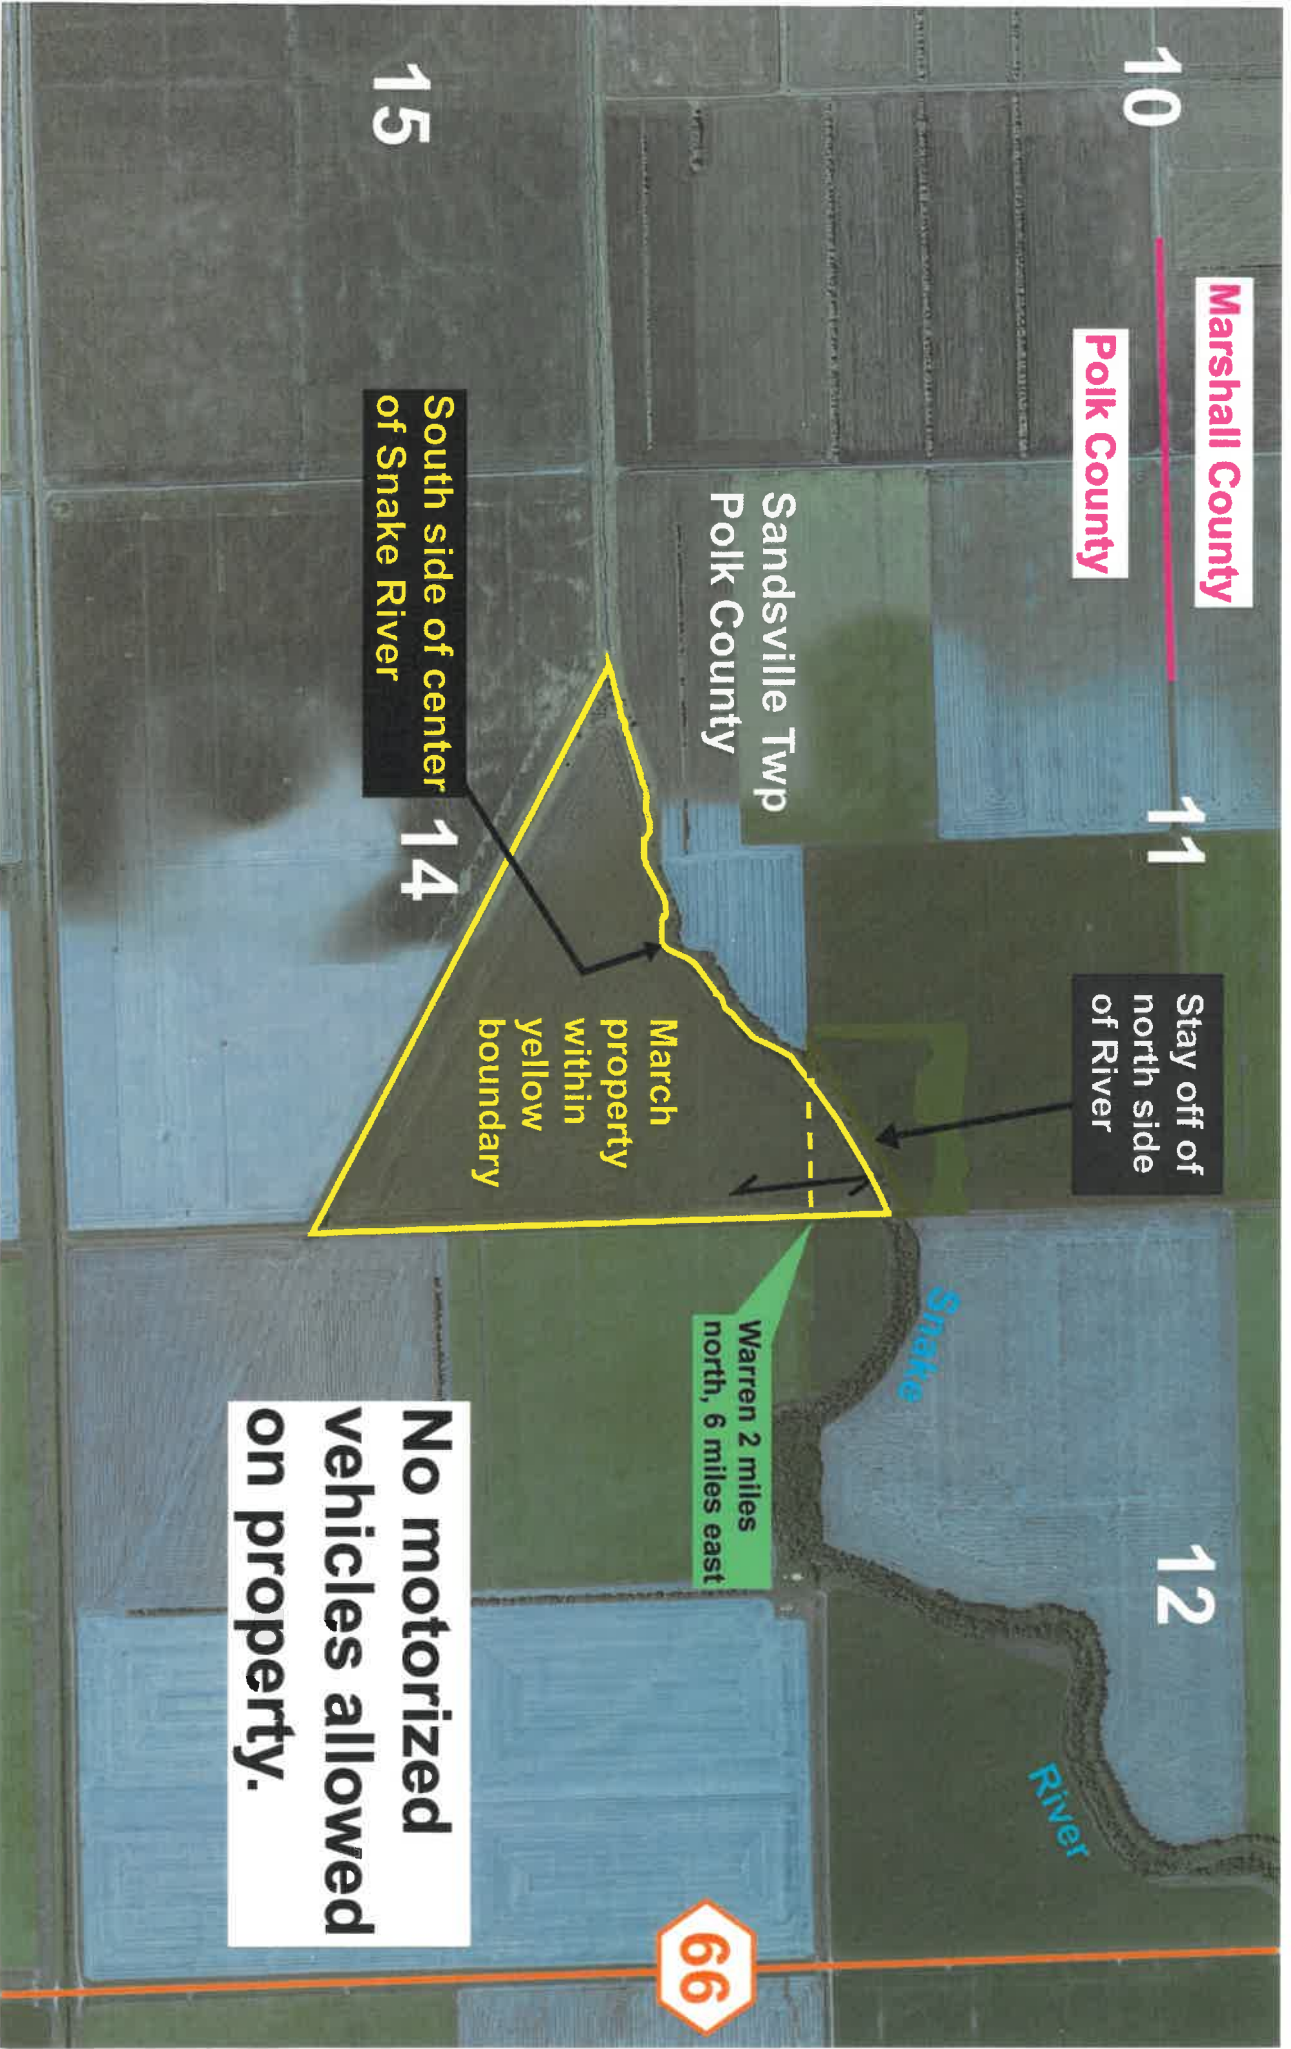 10
11
12
Marshall County
Polk County
Stay off of
north side
of River
Snake
River
Sandsville Twp
Polk County
Warren 2 miles
north, 6 miles east
66
March
property
within
yellow
boundary
15
14
South side of center
of Snake River
No motorized
vehicles allowed
on property.